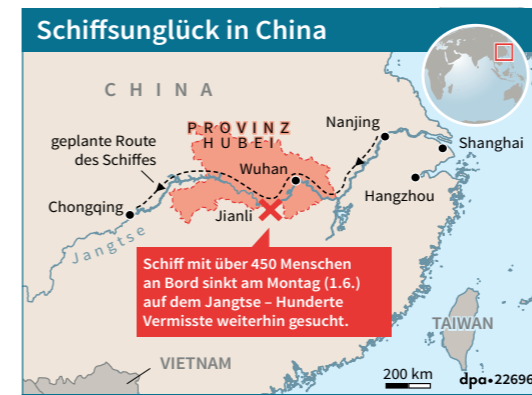 Schiffsunglück in China
CHINA
PROVINZ
HUBEI
Nanjing
geplante Route
des Schiffes
Shanghai
Wuhan
Hangzhou
Chongqing
Jianli
Jangtse
Schiff mit über 450 Menschen
an Bord sinkt am Montag (1.6.)
auf dem Jangtse – Hunderte
Vermisste weiterhin gesucht.
TAIWAN
VIETNAM
200 km
dpa•22696